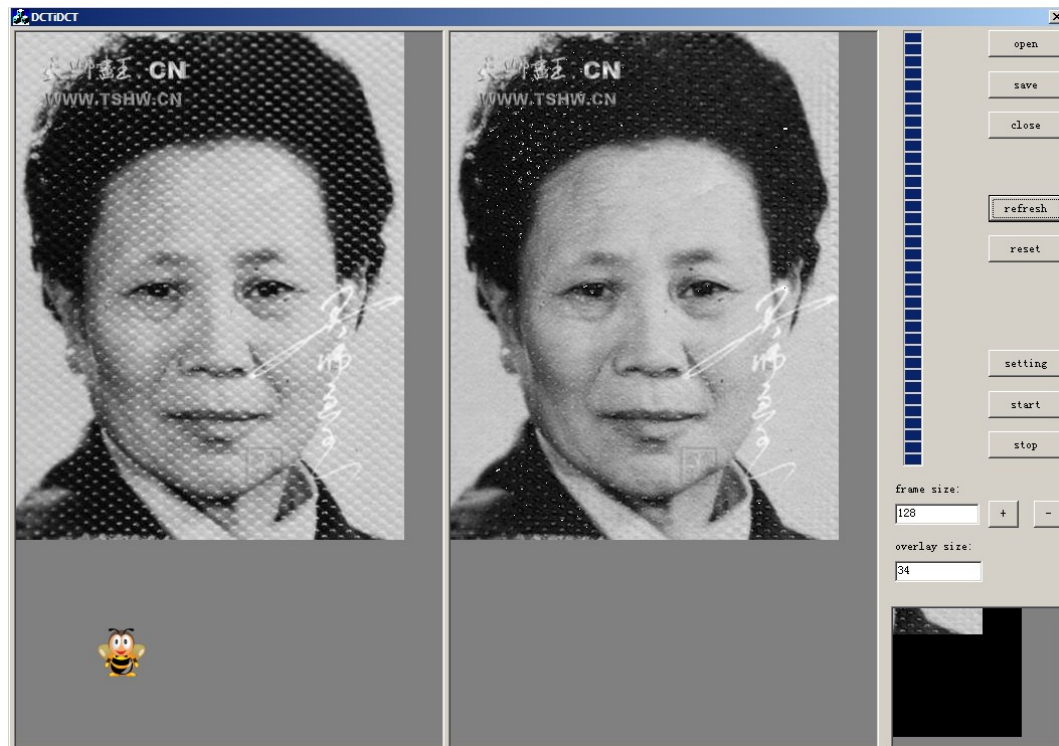 DCTiDCT
CN
WWW.TSHW.CN
CN
WWW.TSHW.CN
open
save
close
refresh
reset
setting
start
stop
frame size:
128
+
-
overlay size:
34